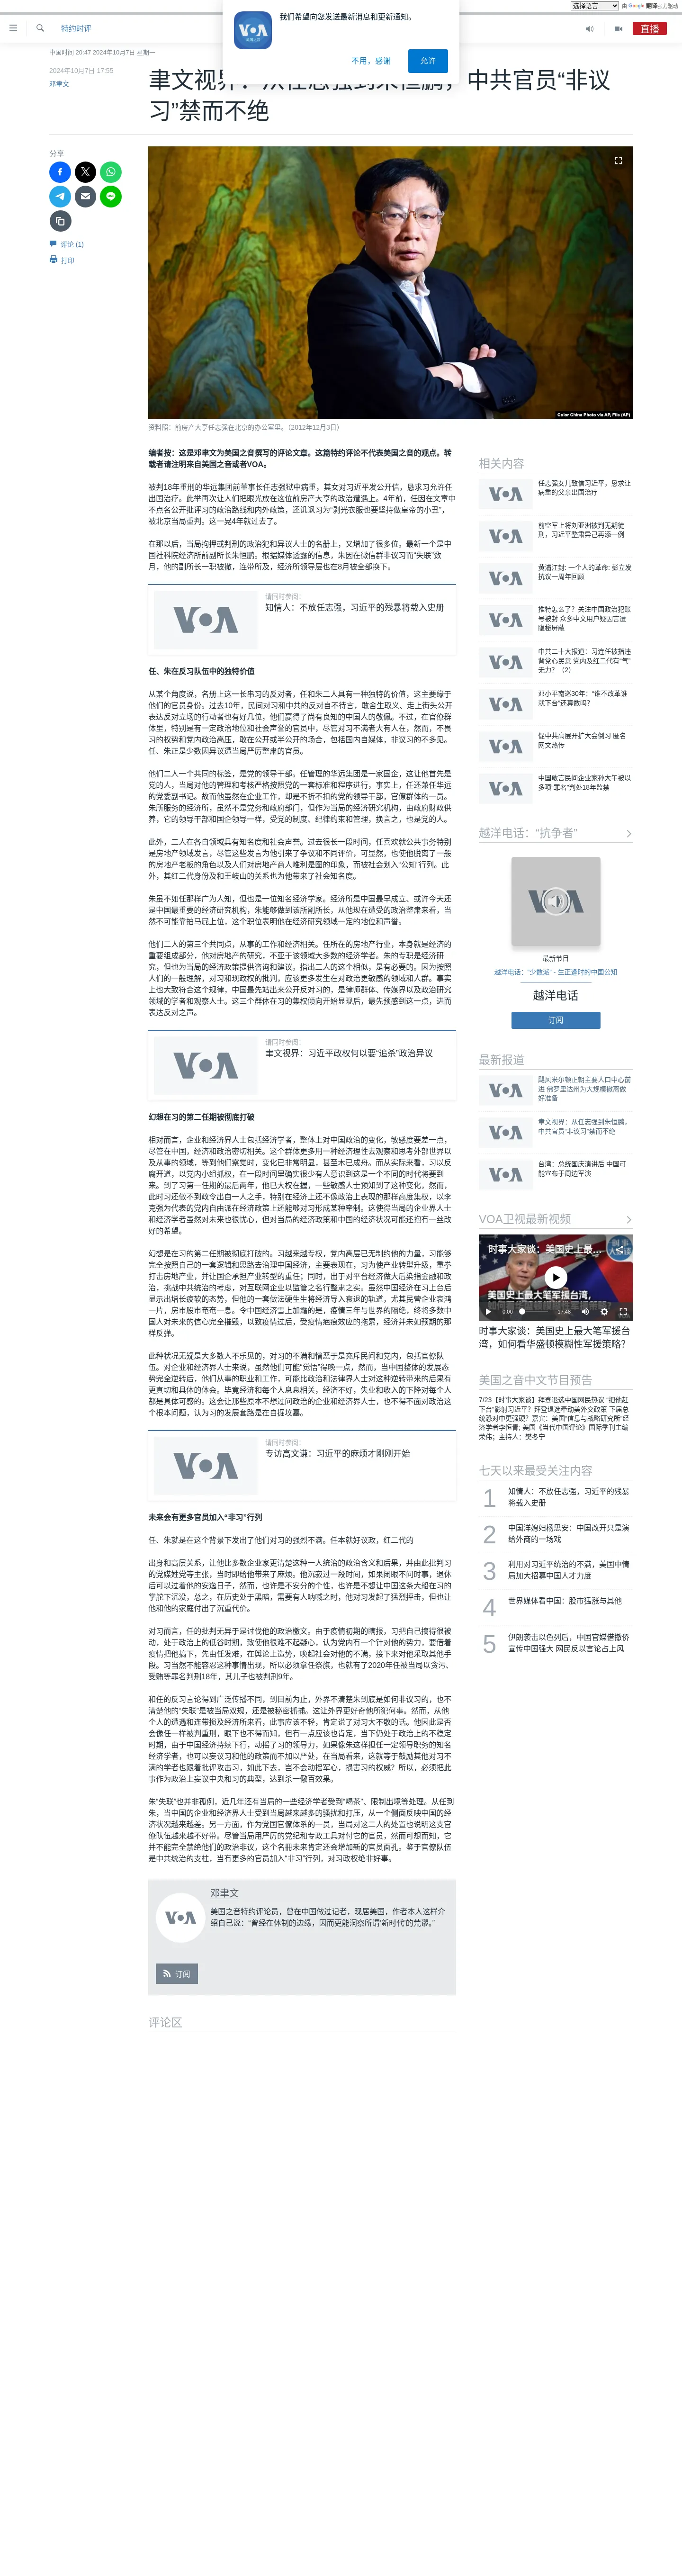 选择语言
由 Google 翻译强力驱动
我们希望向您发送最新消息和更新通知。
VOA
不用，感谢
允许
特约时评
直播
中国时间 20:47 2024年10月7日 星期一
2024年10月7日 17:55
邓聿文
中共官员“非议
习”禁而不绝
分享
评论 (1)
打印
Color China Photo via AP, File (AP)
资料照：前房产大亨任志强在北京的办公室里。(2012年12月3日)
编者按：这是邓聿文为美国之音撰写的评论文章。这篇特约评论不代表美国之音的观点。转
载者请注明来自美国之音或者VOA。
被判18年重刑的华远集团前董事长任志强狱中病重，其女对习近平发公开信，恳求习允许任
出国治疗。此举再次让人们把眼光放在这位前房产大亨的政治遭遇上。4年前，任因在文章中
不点名公开批评习的政治路线和内外政策，还讥讽习为“剥光衣服也要坚持做皇帝的小丑”，
被北京当局重判。这一晃4年就过去了。
在那以后，当局拘押或判刑的政治犯和异议人士的名册上，又增加了很多位。最新一个是中
国社科院经济所前副所长朱恒鹏。根据媒体透露的信息，朱因在微信群非议习而“失联”数
月，他的副所长一职被撤，连带所及，经济所领导层也在8月被全部换下。
请同时参阅：
知情人：不放任志强，习近平的残暴将载入史册
任、朱在反习队伍中的独特价值
从某个角度说，名册上这一长串习的反对者，任和朱二人具有一种独特的价值，这主要缘于
他们的官员身份。过去10年，民间对习和中共的反对自不待言，敢舍生取义、走上街头公开
表达反对立场的行动者也有好几位，他们赢得了尚有良知的中国人的敬佩。不过，在官僚群
体里，特别是有一定政治地位和社会声誉的官员中，尽管对习不满者大有人在，然而，不畏
习的权势和党内政治高压，敢在公开或半公开的场合，包括国内自媒体，非议习的不多见。
任、朱正是少数因异议遭当局严厉整肃的官员。
他们二人一个共同的标签，是党的领导干部。任管理的华远集团是一家国企，这让他首先是
党的人，当局对他的管理和考核严格按照党的一套标准和程序进行，事实上，任还兼任华远
的党委副书记。故而他虽然在企业工作，却是不折不扣的党的领导干部，官僚群体的一员。
朱所服务的经济所，虽然不是党务和政府部门，但作为当局的经济研究机构，由政府财政供
养，它的领导干部和国企领导一样，受党的制度、纪律约束和管理，换言之，也是党的人。
此外，二人在各自领域具有知名度和社会声誉。过去很长一段时间，任喜欢就公共事务特别
是房地产领域发言，尽管这些发言为他引来了争议和不同评价，可显然，也使他脱离了一般
的房地产老板的角色以及人们对房地产商人唯利是图的印象，而被社会划入“公知”行列。此
外，其红二代身份及和王岐山的关系也为他带来了社会知名度。
朱虽不如任那样广为人知，但也是一位知名经济学家。经济所是中国最早成立、或许今天还
是中国最重要的经济研究机构，朱能够做到该所副所长，从他现在遭受的政治整肃来看，当
然不可能靠拍马屁上位，这个职位表明他在经济研究领域一定的地位和声誉。
他们二人的第三个共同点，从事的工作和经济相关。任所在的房地产行业，本身就是经济的
重要组成部分，他对房地产的研究，不亚于该领域大多数的经济学者。朱的专职是经济研
究，但也为当局的经济政策提供咨询和建议。指出二人的这个相似，是有必要的。因为按照
人们的一般理解，对习和现政权的批判，应该更多发生在对政治更敏感的领域和人群。事实
上也大致符合这个规律，中国最先站出来公开反对习的，是律师群体、传媒界以及政治研究
领域的学者和观察人士。这三个群体在习的集权倾向开始显现后，最先预感到这一点，进而
表达反对之声。
请同时参阅：
聿文视界：习近平政权何以要“追杀”政治异议
幻想在习的第二任期被彻底打破
相对而言，企业和经济界人士包括经济学者，整体上对中国政治的变化，敏感度要差一点，
尽管在中国，经济和政治密切相关。这个群体更多用一种经济理性去观察和思考外部世界以
及从事的领域，等到他们察觉时，变化已非常明显，甚至木已成舟。而从实际来看，习以反
腐开道，以党内小组抓权，在一段时间里确实很少有人意识到这是一个不同的时代行将要到
来。到了习第一任期的最后两年，他已大权在握，一些敏感人士预知到了这种变化，然而，
此时习还做不到政令出自一人之手，特别在经济上还不像政治上表现的那样高度集权，以李
克强为代表的党内自由派在经济政策上还能够对习形成某种牵制。这使得当局的企业界人士
和经济学者虽然对未来也很忧心，但对当局的经济政策和中国的经济状况可能还抱有一丝改
好的希望。
幻想是在习的第二任期被彻底打破的。习越来越专权，党内高层已无制约他的力量，习能够
完全按照自己的一套逻辑和思路去治理中国经济，主要表现在，习为使产业转型升级，重拳
打击房地产业，并让国企承担产业转型的重任；同时，出于对平台经济做大后染指金融和政
治，挑战中共统治的考虑，对互联网企业以监管之名行整肃之实。虽然中国经济在习上台后
显示出增长疲软的态势，但他的一套做法硬生生将经济导入衰退的轨道，尤其民营企业哀鸿
一片，房市股市奄奄一息。令中国经济雪上加霜的是，疫情三年与世界的隔绝，终将多数中
国人对未来的信心完全摧毁，以致疫情过后，受疫情疤痕效应的拖累，经济并未如预期的那
样反弹。
此种状况无疑是大多数人不乐见的，对习的不满和憎恶于是充斥民间和党内，包括官僚队
伍。对企业和经济界人士来说，虽然他们可能“觉悟”得晚一点，然而，当中国整体的发展态
势完全逆转后，他们从事的职业和工作，可能比政治和法律界人士对这种逆转带来的后果有
更真切和具体的体会。毕竟经济和每个人息息相关，经济不好，失业和收入的下降对每个人
都是具体可感的。这会让那些原本不想过问政治的企业和经济界人士，也不得不面对政治这
个根本问题，认为习的发展套路是在自掘坟墓。
请同时参阅：
专访高文谦：习近平的麻烦才刚刚开始
未来会有更多官员加入“非习”行列
任、朱就是在这个背景下发出了他们对习的强烈不满。任本就好议政，红二代的
出身和高层关系，让他比多数企业家更清楚这种一人统治的政治含义和后果，并由此批判习
的党媒姓党等主张，当时即给他带来了麻烦。他沉寂过一段时间，如果闭眼不问时事，退休
后可以过着他的安逸日子，然而，也许是不安分的个性，也许是不想让中国这条大船在习的
掌舵下沉没，总之，在历史处于黑暗，需要有人呐喊之时，他对习发起了猛烈抨击，但也让
他和他的家庭付出了沉重代价。
对习而言，任的批判无异于是讨伐他的政治檄文。由于疫情初期的瞒报，习把自己搞得很被
动，处于政治上的低谷时期，致使他很难不起疑心，认为党内有一个针对他的势力，要借着
疫情把他搞下，先由任发难，在舆论上造势，唤起社会对他的不满，接下来对他采取其他手
段。习当然不能容忍这种事情出现，所以必须拿任祭旗，也就有了2020年任被当局以贪污、
受贿等罪名判刑18年，其儿子也被判刑9年。
和任的反习言论得到广泛传播不同，到目前为止，外界不清楚朱到底是如何非议习的，也不
清楚他的“失联”是被当局双规，还是被秘密抓捕。这让外界更好奇他所犯何事。然而，从他
个人的遭遇和连带损及经济所来看，此事应该不轻，肯定说了对习大不敬的话。他因此是否
会像任一样被判重刑，眼下也不得而知，但有一点应该也肯定，当下仍处于政治上的不稳定
时期，由于中国经济持续下行，动摇了习的领导力，如果像朱这样担任一定领导职务的知名
经济学者，也可以妄议习和他的政策而不加以严处，在当局看来，这就等于鼓励其他对习不
满的学者也跟着批评攻击习，如此下去，岂不会动摇军心，损害习的权威？所以，必须把此
事作为政治上妄议中央和习的典型，达到杀一儆百效果。
朱“失联”也并非孤例，近几年还有当局的一些经济学者受到“喝茶”、限制出境等处理。从任到
朱，当中国的企业和经济界人士受到当局越来越多的骚扰和打压，从一个侧面反映中国的经
济状况越来越差。另一方面，作为党国官僚体系的一员，当局对这二人的处置也说明这支官
僚队伍越来越不好带。尽管当局用严厉的党纪和专政工具对付它的官员，然而可想而知，它
并不能完全禁绝他们的政治非议，这个名冊未来肯定还会增加新的官员面孔。鉴于官僚队伍
是中共统治的支柱，当有更多的官员加入“非习”行列，对习政权绝非好事。
邓聿文
美国之音特约评论员，曾在中国做过记者，现居美国，作者本人这样介
绍自己说：“曾经在体制的边缘，因而更能洞察所谓‘新时代’的荒谬。”
订阅
评论区
相关内容
任志强女儿致信习近平，恳求让
病重的父亲出国治疗
前空军上将刘亚洲被判无期徒
刑，习近平整肃异己再添一例
黄浦江封: 一个人的革命: 彭立发
抗议一周年回顾
推特怎么了？关注中国政治犯账
号被封 众多中文用户疑因言遭
隐秘屏蔽
中共二十大报道：习连任被指违
背党心民意 党内及红二代有“气”
无力？（2）
邓小平南巡30年：“谁不改革谁
就下台”还算数吗？
促中共高层开扩大会倒习 匿名
网文热传
中国敢言民间企业家孙大午被以
多项“罪名”判处18年监禁
越洋电话：“抗争者”
最新节目
越洋电话：“少数派” - 生正逢时的中国公知
越洋电话
订阅
最新报道
飓风米尔顿正朝主要人口中心前
进 佛罗里达州为大规模撤离做
好准备
聿文视界：从任志强到朱恒鹏，
中共官员“非议习”禁而不绝
台湾：总统国庆演讲后 中国可
能宣布于周边军演
VOA卫视最新视频
时事大家谈：美国史上最...
美国史上最大笔军援台湾，
0:00
17:48
时事大家谈：美国史上最大笔军援台
湾，如何看华盛顿模糊性军援策略？
美国之音中文节目预告
7/23【时事大家谈】拜登退选中国网民热议 “把他赶
下台”影射习近平？拜登退选牵动美外交政策 下届总
统恐对中更强硬？嘉宾：美国“信息与战略研究所”经
济学者李恒青; 美国《当代中国评论》国际季刊主编
荣伟；主持人：樊冬宁
七天以来最受关注内容
1
知情人：不放任志强，习近平的残暴
将载入史册
2
中国洋媳妇杨思安：中国改开只是演
给外商的一场戏
3
利用对习近平统治的不满，美国中情
局加大招募中国人才力度
4
世界媒体看中国：股市猛涨与其他
5
伊朗袭击以色列后，中国官媒借撤侨
宣传中国强大 网民反以言论占上风